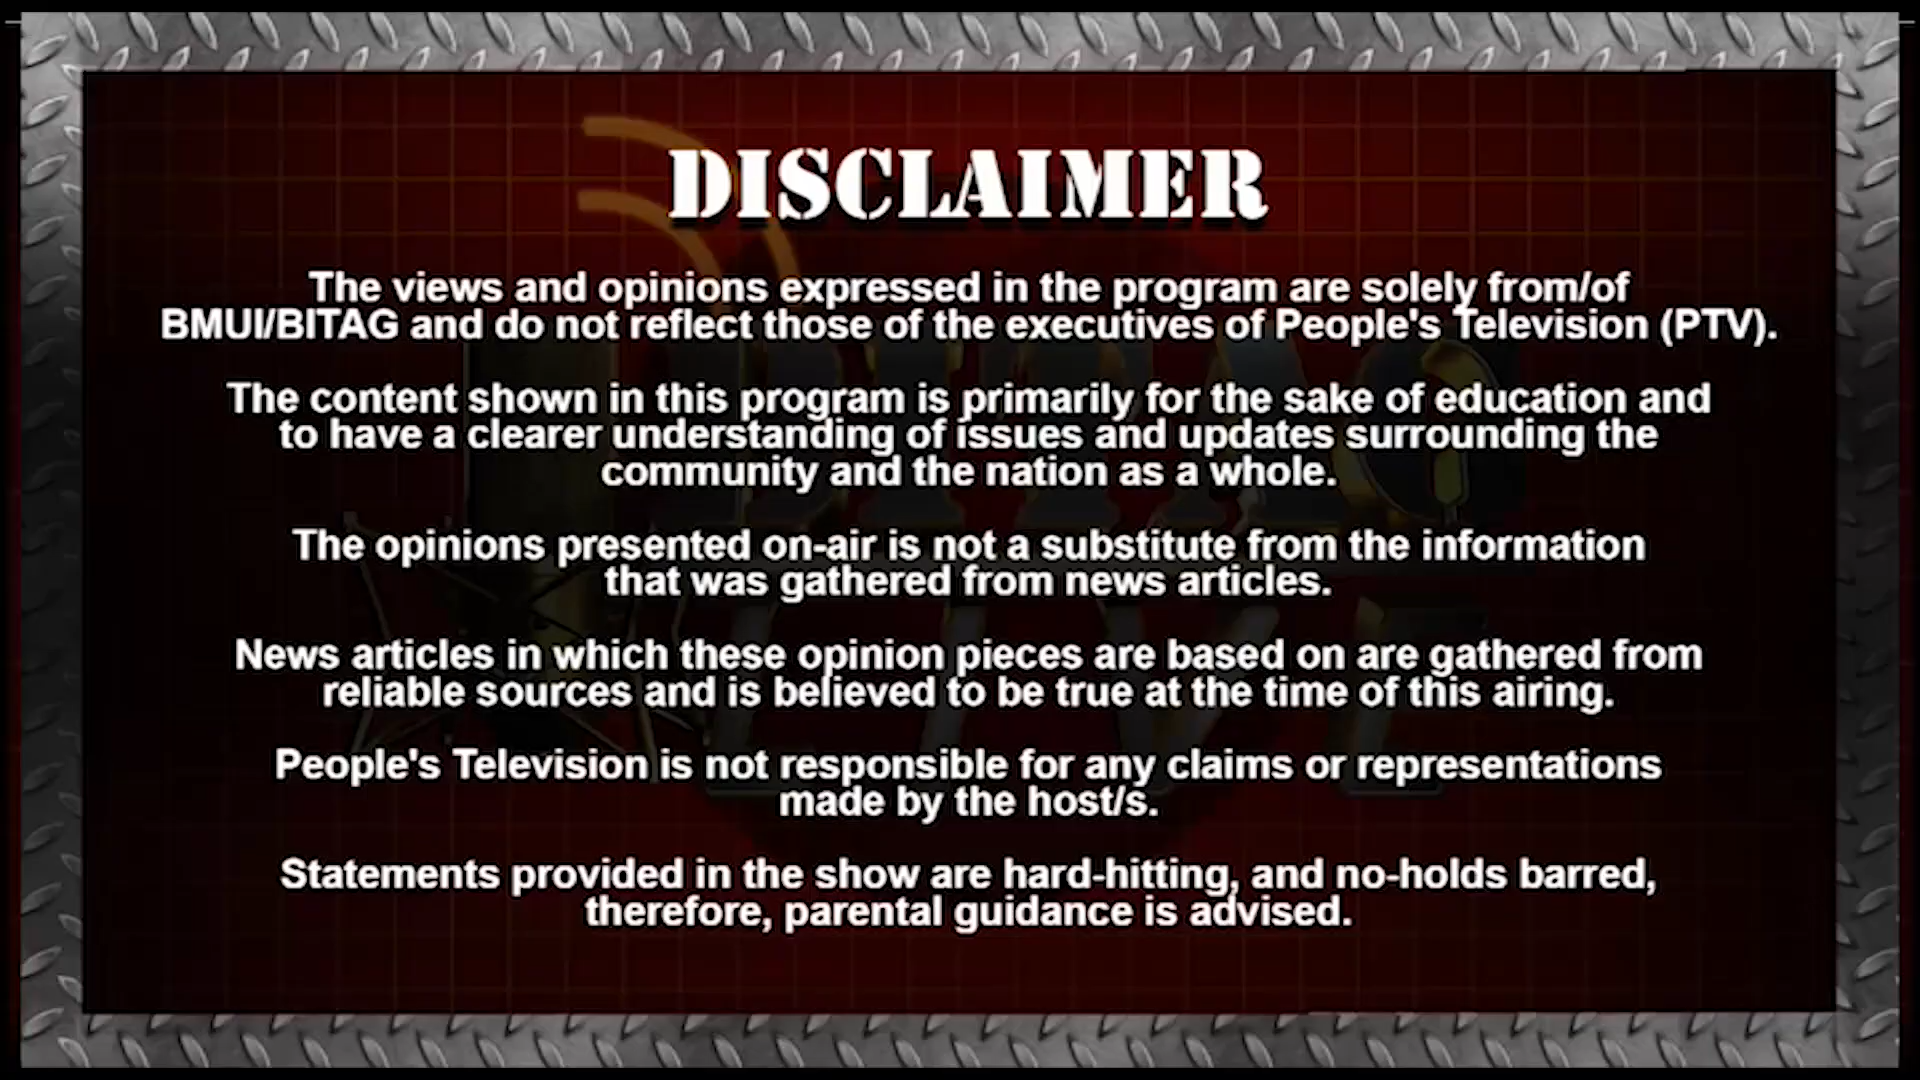 DISCLAIMER
The views and opinions expressed in the program are solely from/of
BMUI/BITAG and do not reflect those of the executives of People's Television (PTV).
The content shown in this program is primarily for the sake of education and
to have a clearer understanding of issues and updates surrounding the
community and the nation as a whole.
The opinions presented on-air is not a substitute from the information
that was gathered from news articles.
News articles in which these opinion pieces are based on are gathered from
reliable sources and is believed to be true at the time of this airing.
People's Television is not responsible for any claims or representations
made by the host/s.
Statements provided in the show are hard-hitting, and no-holds barred,
therefore, parental guidance is advised.